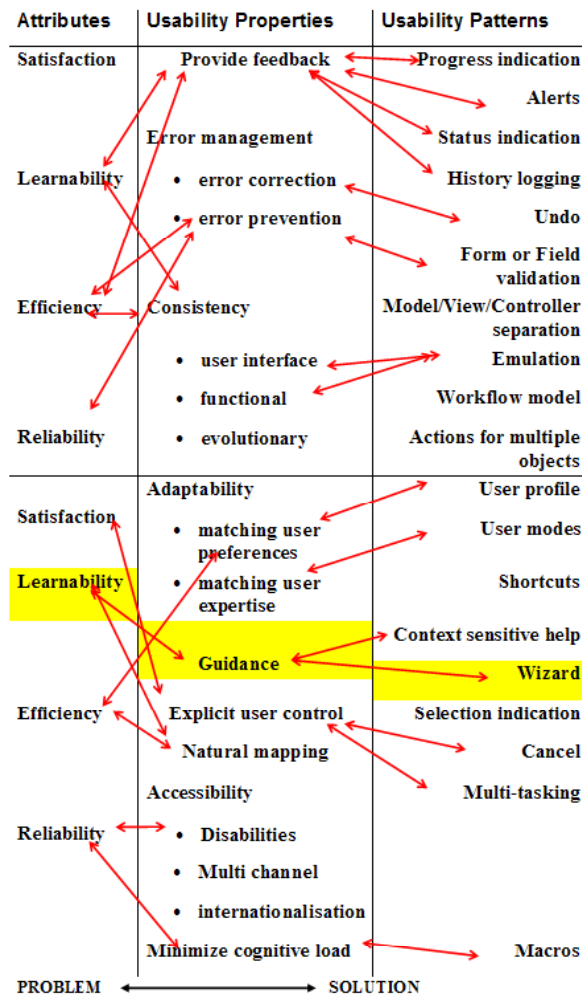 Attributes Usability Properties Usability Patterns
Satisfaction Provide feedback Progress indication
Alerts
Error management Status indication
Learnability • error correction History logging
• error prevention Undo
Form or Field
validation
Efficiency Consistency Model/View/Controller
separation
• user interface Emulation
• functional Workflow model
Reliability • evolutionary Actions for multiple
objects
Adaptability User profile
Satisfaction • matching user User modes
preferences
Learnability • matching user Shortcuts
expertise
Context sensitive help
Guidance Wizard
Efficiency Explicit user control Selection indication
Natural mapping Cancel
Accessibility Multi-tasking
Reliability • Disabilities
• Multi channel
• internationalisation
Minimize cognitive load Macros
PROBLEM SOLUTION